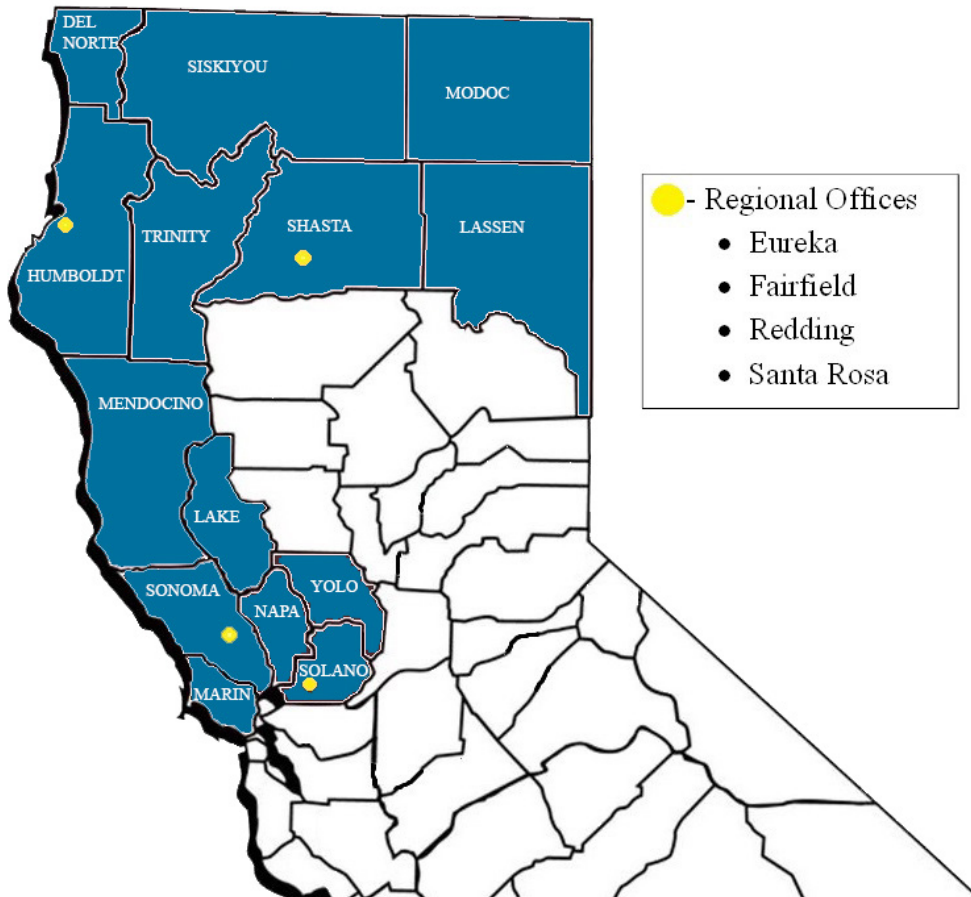 DEL
NORTE
SISKIYOU
MODOC
- Regional Offices
• Eureka
• Fairfield
• Redding
• Santa Rosa
TRINITY
SHASTA
LASSEN
HUMBOLDT
MENDOCINO
LAKE
SONOMA
NAPA
YOLO
SOLANO
MARIN